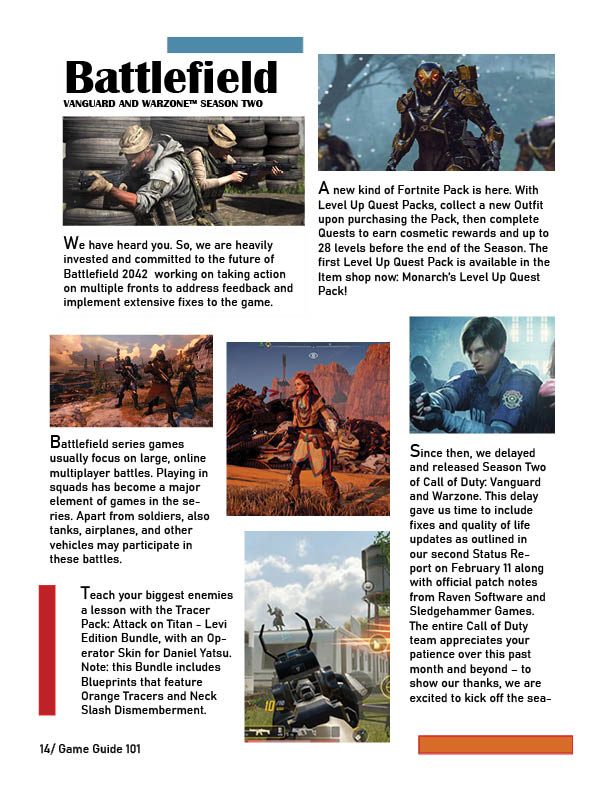 Battlefield
VANGUARD AND WARZONE™ SEASON TWO
We have heard you. So, we are heavily
invested and committed to the future of
Battlefield 2042 working on taking action
on multiple fronts to address feedback and
implement extensive fixes to the game.
A new kind of Fortnite Pack is here. With
Level Up Quest Packs, collect a new Outfit
upon purchasing the Pack, then complete
Quests to earn cosmetic rewards and up to
28 levels before the end of the Season. The
first Level Up Quest Pack is available in the
Item shop now: Monarch's Level Up Quest
Pack!
Battlefield series games
usually focus on large, online
multiplayer battles. Playing in
squads has become a major
element of games in the se-
ries. Apart from soldiers, also
tanks, airplanes, and other
vehicles may participate in
these battles.
Teach your biggest enemies
a lesson with the Tracer
Pack: Attack on Titan - Levi
Edition Bundle, with an Op-
erator Skin for Daniel Yatsu.
Note: this Bundle includes
Blueprints that feature
Orange Tracers and Neck
Slash Dismemberment.
Since then, we delayed
and released Season Two
of Call of Duty: Vanguard
and Warzone. This delay
gave us time to include
fixes and quality of life
updates as outlined in
our second Status Re-
port on February 11 along
with official patch notes
from Raven Software and
Sledgehammer Games.
The entire Call of Duty
team appreciates your
patience over this past
month and beyond – to
show our thanks, we are
excited to kick off the sea-
14/ Game Guide 101